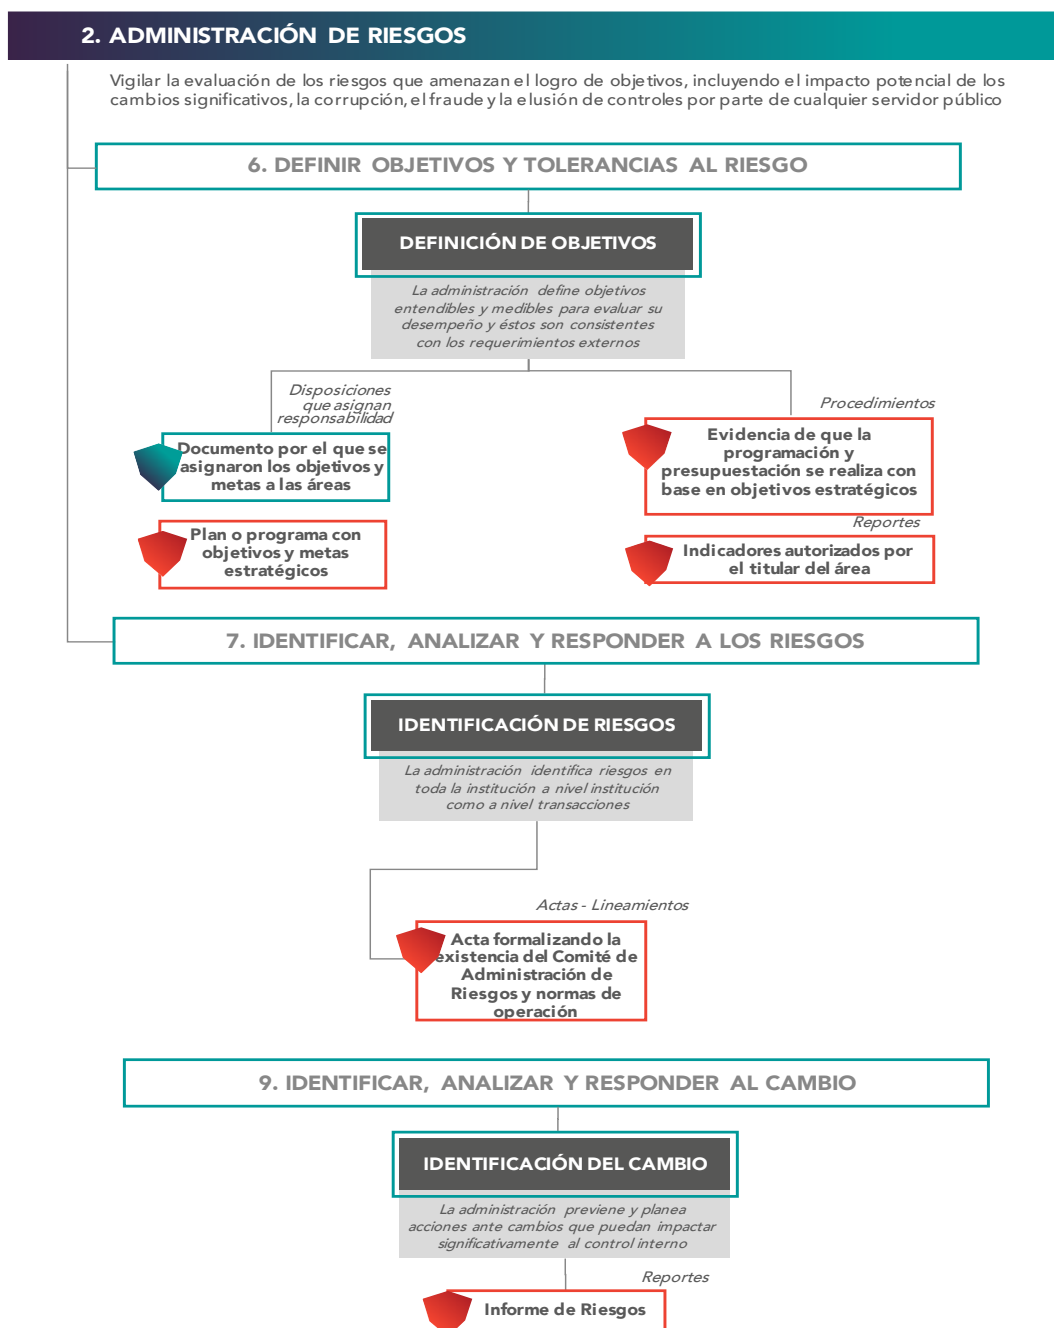 2. ADMINISTRACIÓN DE RIESGOS
Vigilar la evaluación de los riesgos que amenazan el logro de objetivos, incluyendo el impacto potencial de los
cambios significativos, la corrupción, el fraude y la elusión de controles por parte de cualquier servidor público
6. DEFINIR OBJETIVOS Y TOLERANCIAS AL RIESGO
DEFINICIÓN DE OBJETIVOS
La administración define objetivos
entendibles y medibles para evaluar su
desempeño y éstos son consistentes
con los requerimientos externos
Disposiciones
que asignan
responsabilidad
Documento por el que se
asignaron los objetivos y
metas a las áreas
Plan o programa con
objetivos y metas
estratégicos
Procedimientos
Evidencia de que la
programación y
presupuestación se realiza con
base en objetivos estratégicos
Reportes
Indicadores autorizados por
el titular del área
7. IDENTIFICAR, ANALIZAR Y RESPONDER A LOS RIESGOS
IDENTIFICACIÓN DE RIESGOS
La administración identifica riesgos en
toda la institución a nivel institución
como a nivel transacciones
Actas - Lineamientos
Acta formalizando la
existencia del Comité de
Administración de
Riesgos y normas de
operación
9. IDENTIFICAR, ANALIZAR Y RESPONDER AL CAMBIO
IDENTIFICACIÓN DEL CAMBIO
La administración previene y planea
acciones ante cambios que puedan impactar
significativamente al control interno
Reportes
Informe de Riesgos